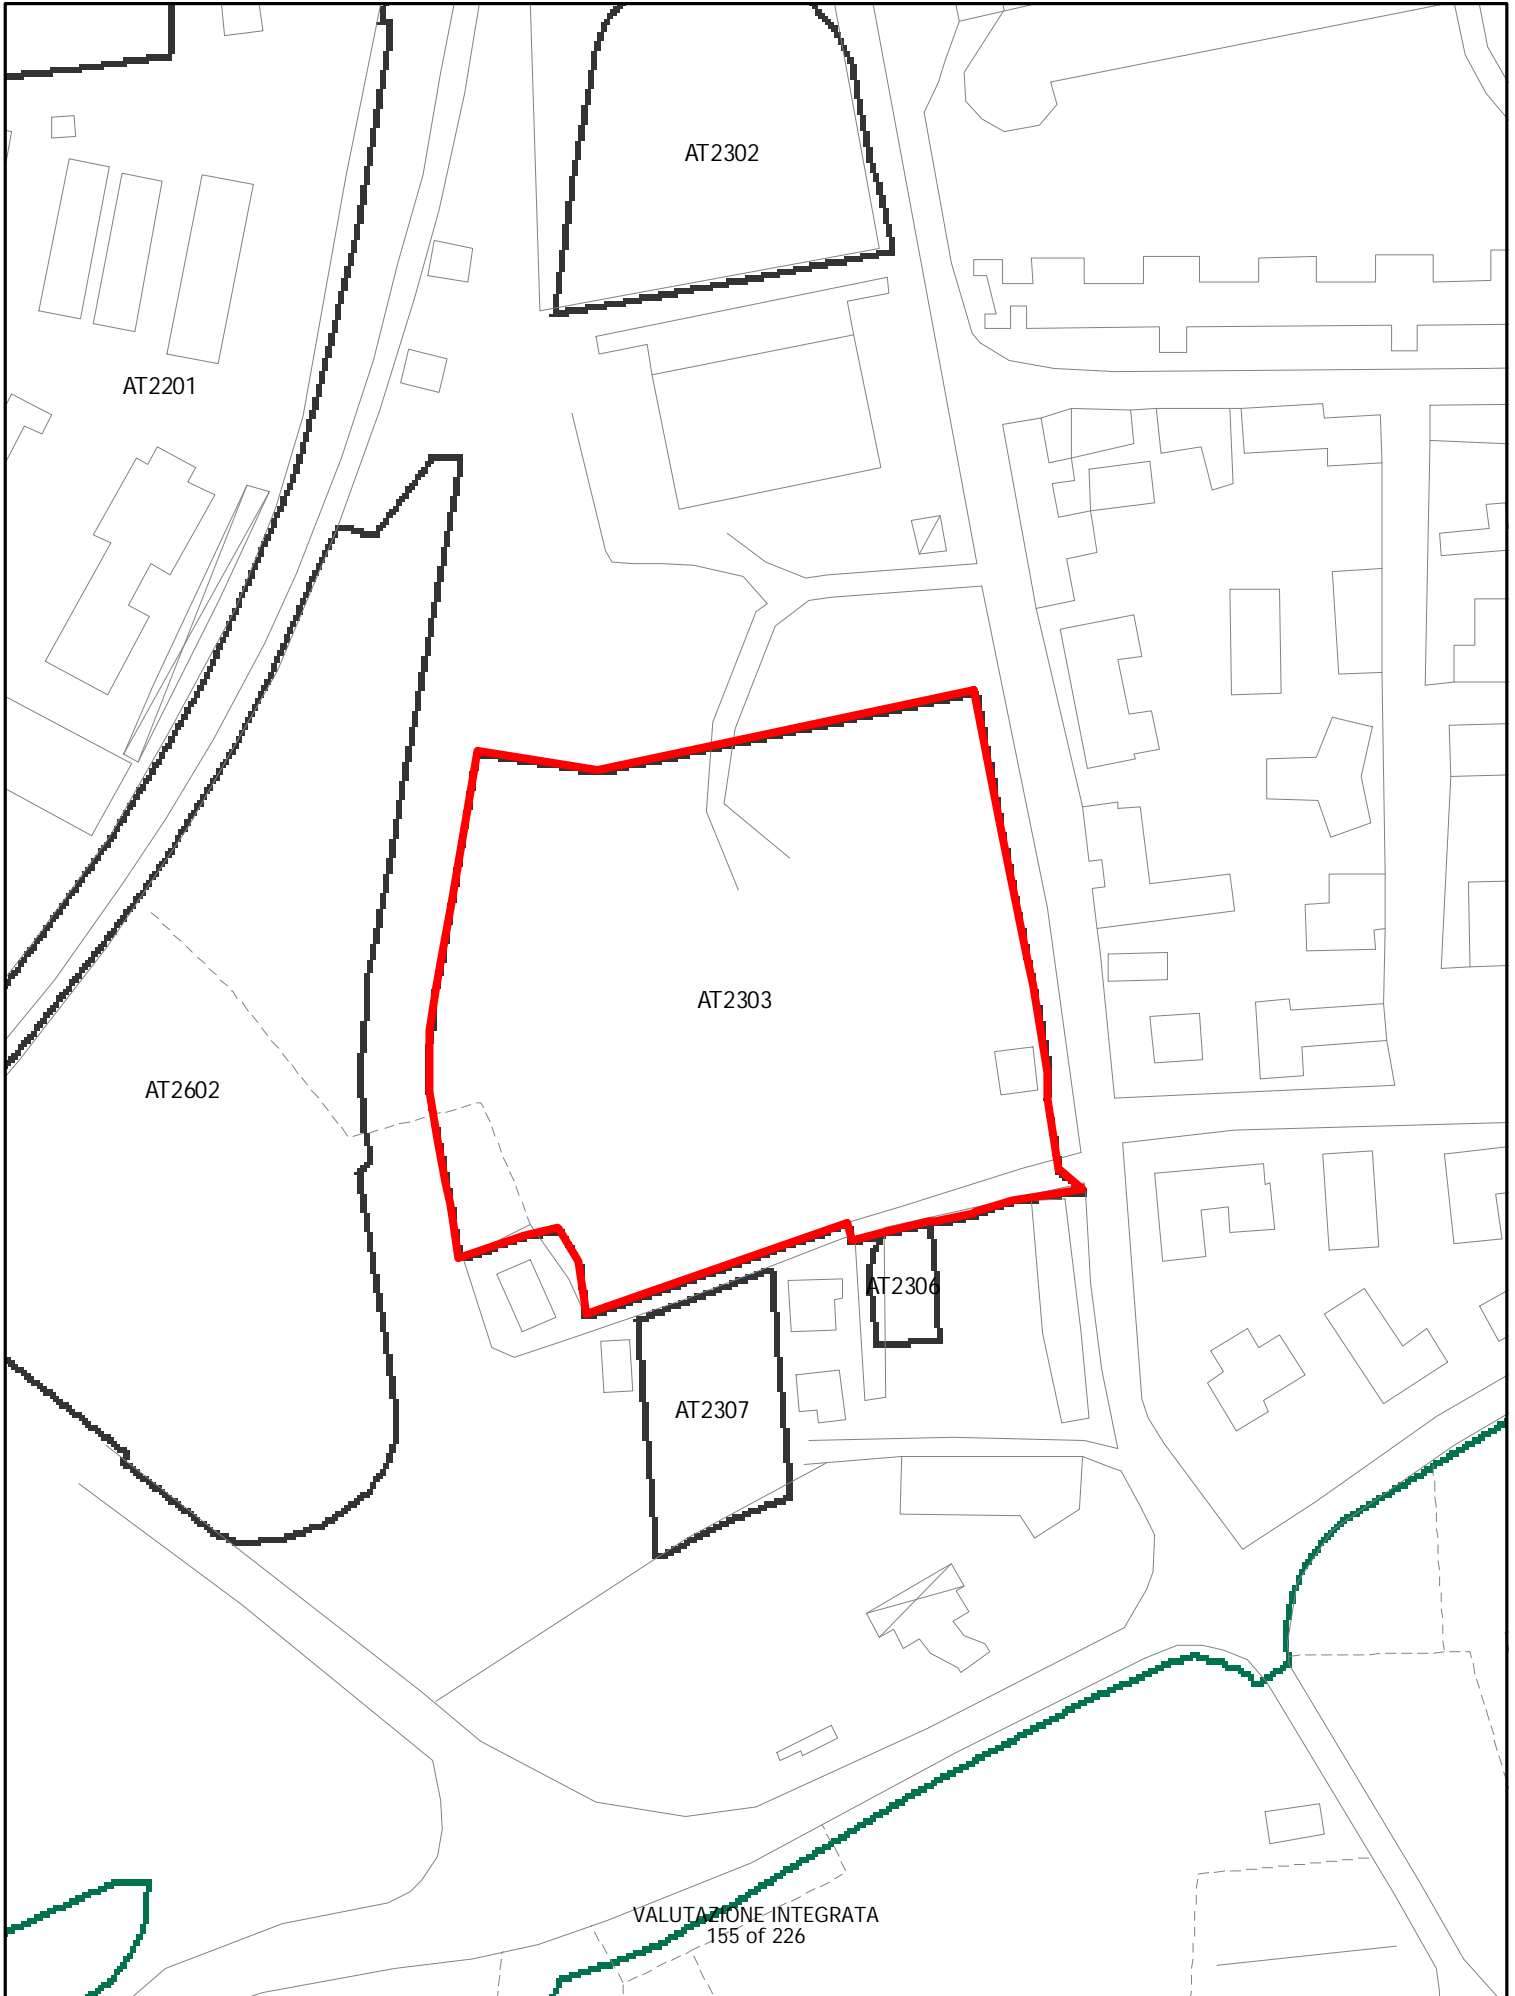 AT2302
AT2201
AT2303
AT2602
AT2306
AT2307
VALUTAZIONE INTEGRATA
155 of 226